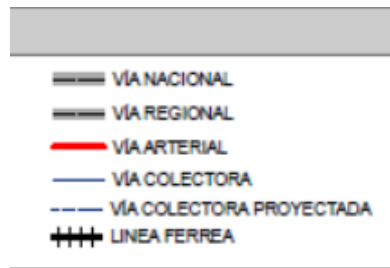 VÍA NACIONAL
VÍA REGIONAL
VÍA ARTERIAL
VÍA COLECTORA
VÍA COLECTORA PROYECTADA
LINEA FERREA